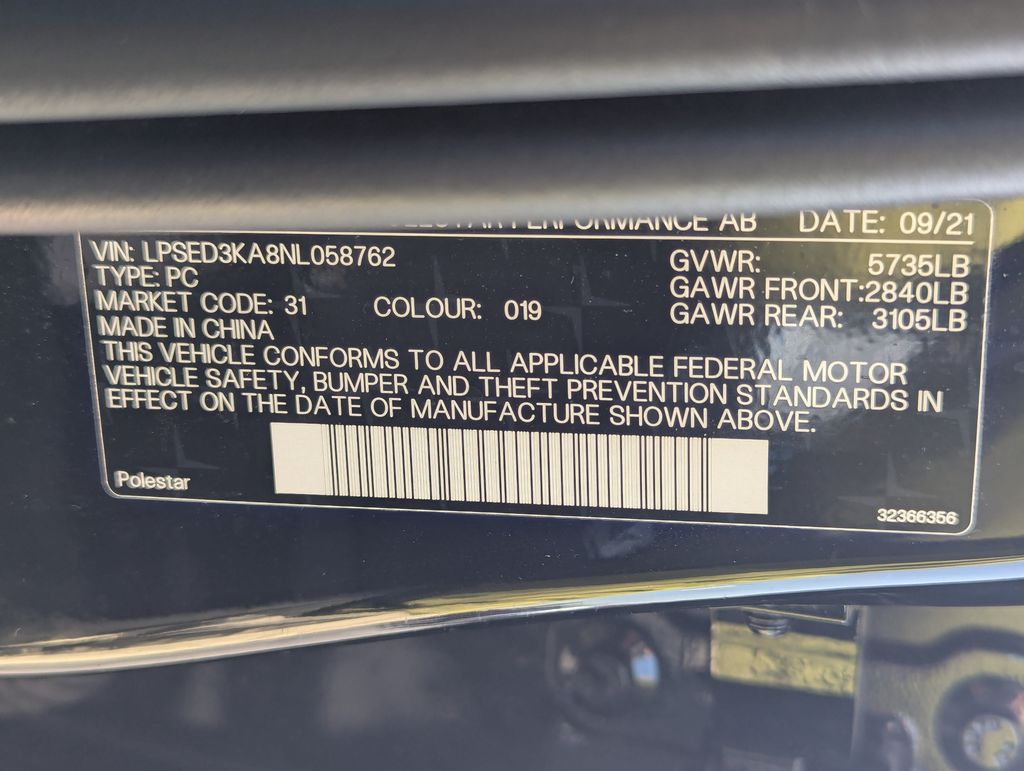 PERFORMANCE AB DATE: 09/21
VIN: LPSED3KA8NL058762 GVWR: 5735LB
TYPE: PC GAWR FRONT:2840LB
MARKET CODE: 31 COLOUR: 019 GAWR REAR: 3105LB
MADE IN CHINA
THIS VEHICLE CONFORMS TO ALL APPLICABLE FEDERAL MOTOR
VEHICLE SAFETY, BUMPER AND THEFT PREVENTION STANDARDS IN
EFFECT ON THE DATE OF MANUFACTURE SHOWN ABOVE.
Polestar 32366356